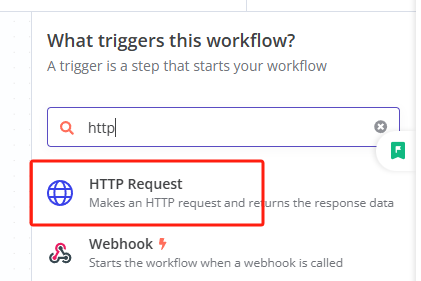 What triggers this workflow?
A trigger is a step that starts your workflow
http
HTTP Request
Makes an HTTP request and returns the response data
Webhook
Starts the workflow when a webhook is called